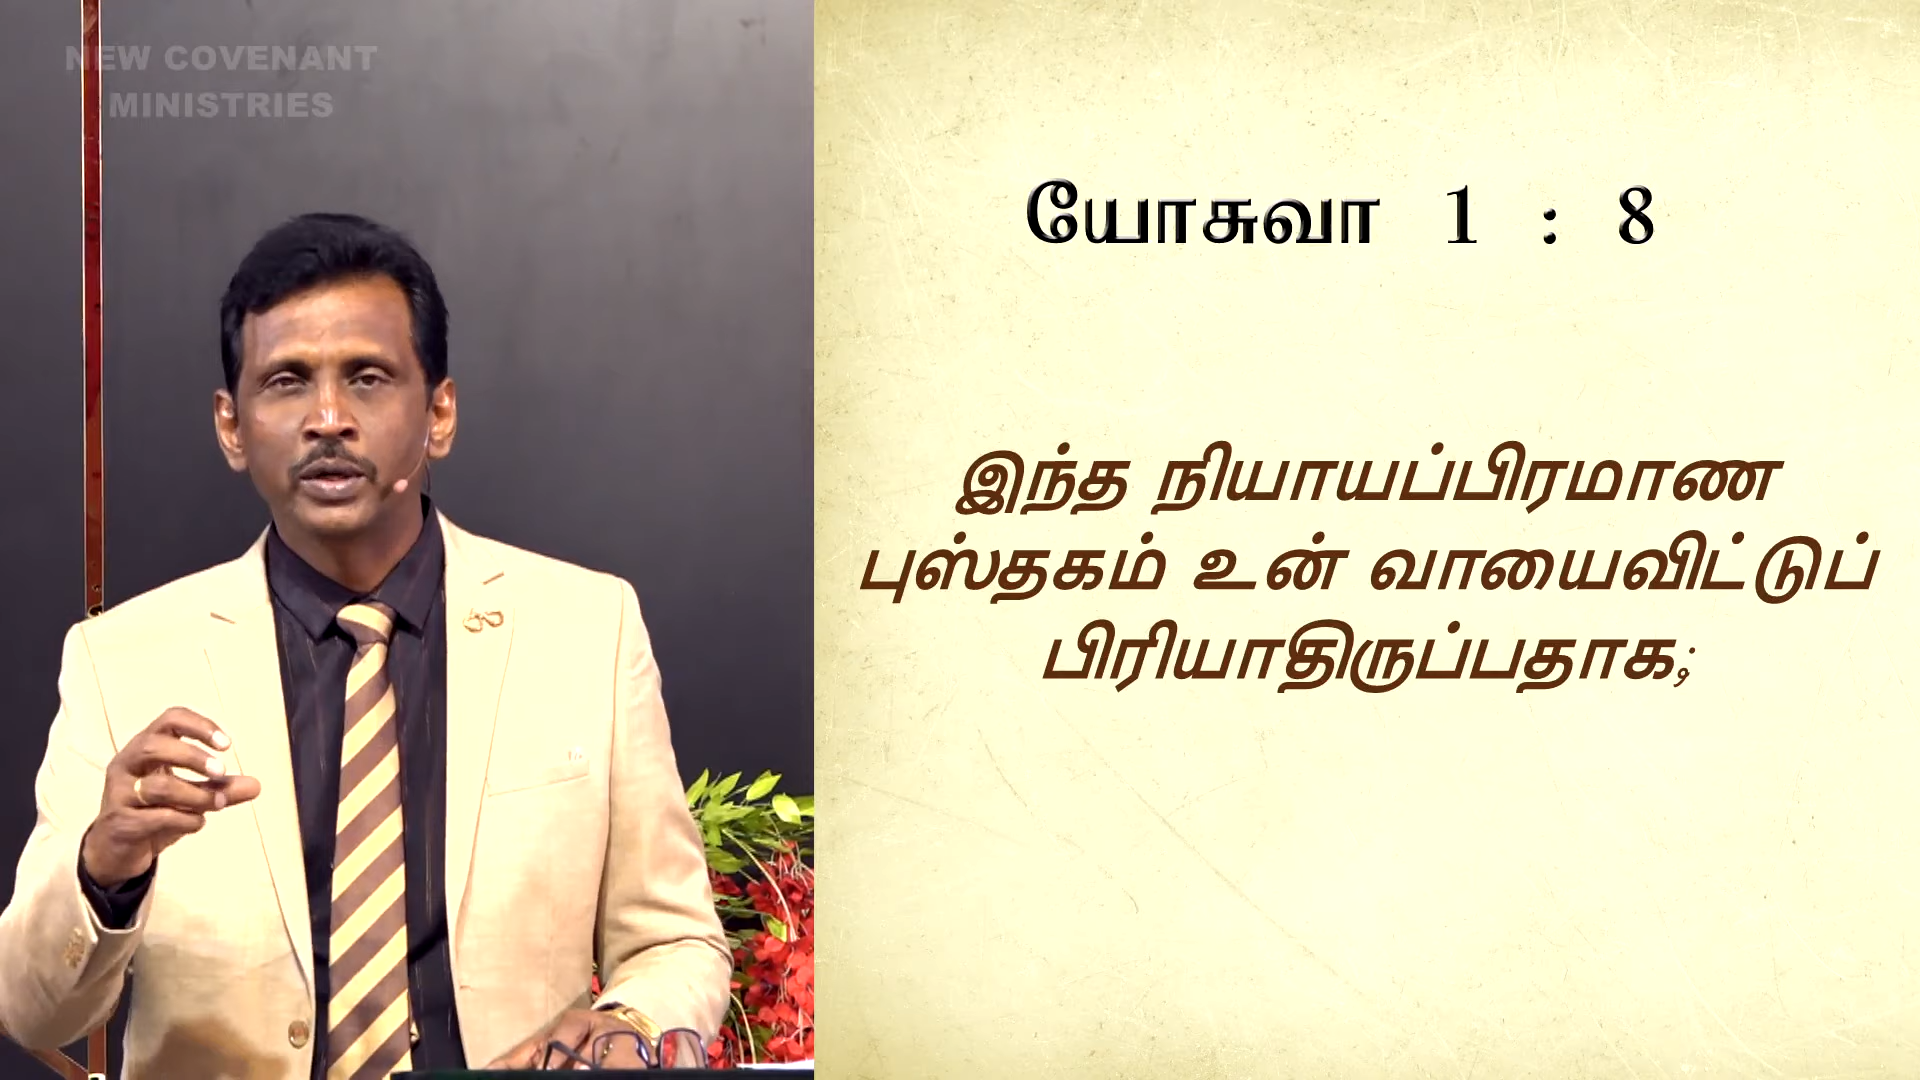 NEW COVENANT
MINISTRIES
யோசுவா 1 : 8
இந்த நியாயப்பிரமாண
புஸ்தகம் உன் வாயைவிட்டுப்
பிரியாதிருப்பதாக;